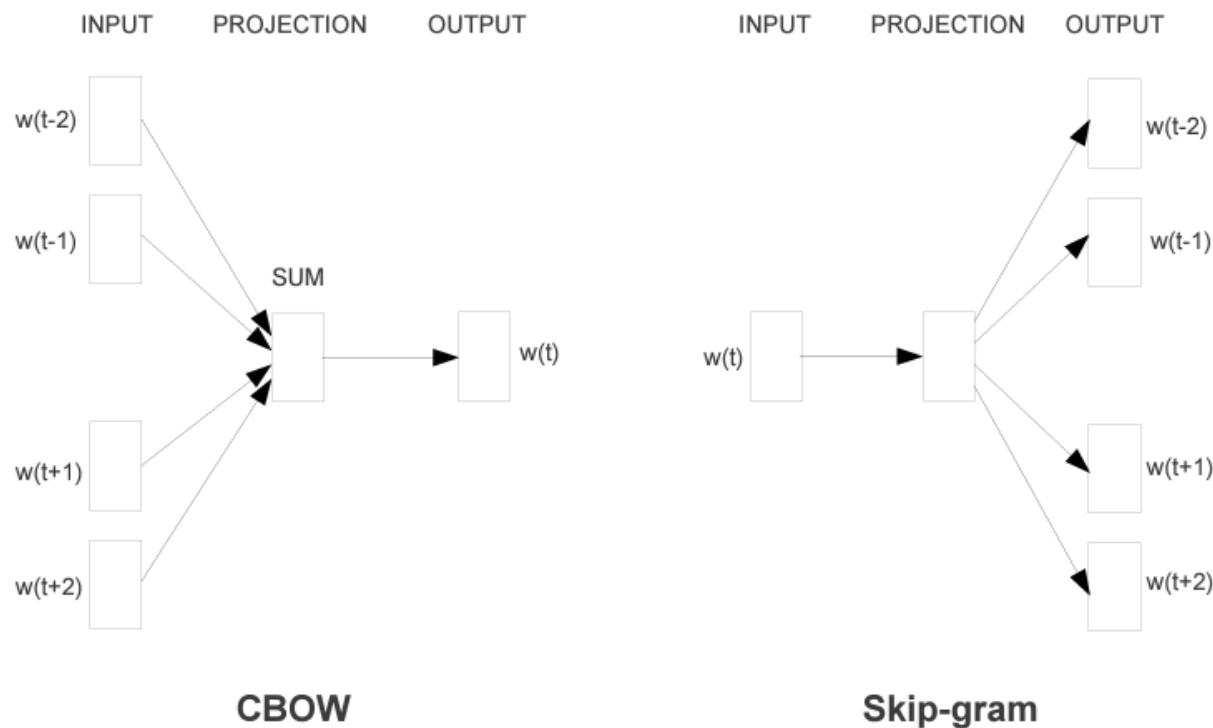 INPUT PROJECTION OUTPUT
w(t-2)
w(t-1)
SUM
w(t)
w(t+1)
w(t+2)
CBOW
INPUT PROJECTION OUTPUT
w(t-2)
w(t-1)
w(t)
w(t+1)
w(t+2)
Skip-gram